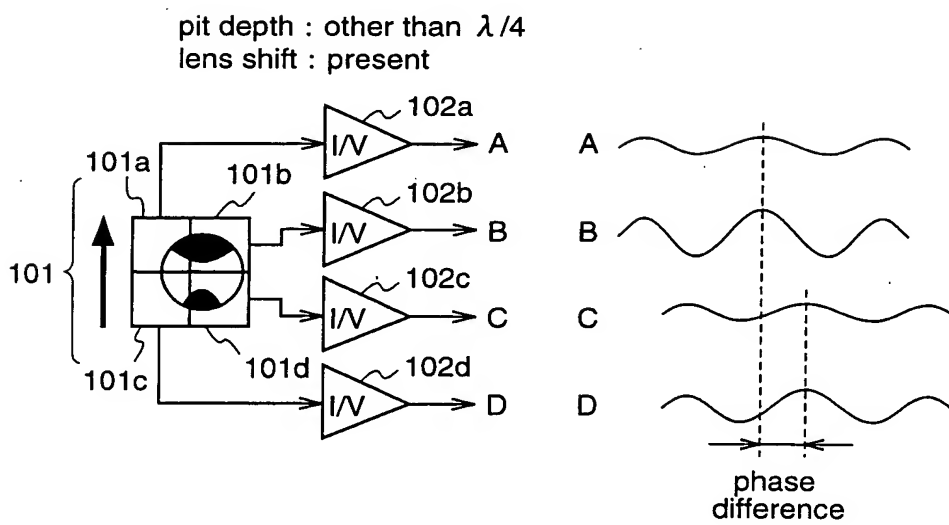 pit depth : other than λ/4
lens shift : present
102a
I/V
A
A
101a
101b
102b
I/V
B
B
101
102c
I/V
C
C
101c
101d
102d
I/V
D
D
phase
difference